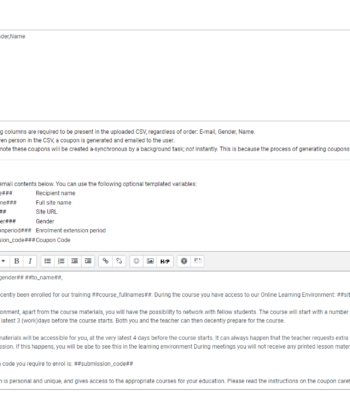 der,Name
g columns are required to be present in the uploaded CSV, regardless of order: E-mail, Gender, Name.
en person in the CSV, a coupon is generated and emailed to the user.
note these coupons will be created a-synchronous by a background task; not instantly. This is because the process of generating coupons
email contents below. You can use the following optional templated variables:
e### Recipient name
me### Full site name
## Site URL
er### Gender
nperiod### Enrolment extension period
sion_code### Coupon Code
B I
H-P
gender## ##to_name##,
cently been enrolled for our training ##course_fullnames##. During the course you have access to our Online Learning Environment: ##sit
onment, apart from the course materials, you will have the possibility to network with fellow students. The course will start with a number
latest 3 (work)days before the course starts. Both you and the teacher can then decently prepare for the course.
aterials will be accessible for you, at the very latest 4 days before the course starts. It can always happen that the teacher requests extra
ssion. If this happens, you will be abe to see this in the learning environment During meetings you will not receive any printed lesson mater
n code you require to enrol is: ##submission_code##
n is personal and unique, and gives access to the appropriate courses for your education. Please read the instructions on the coupon caref